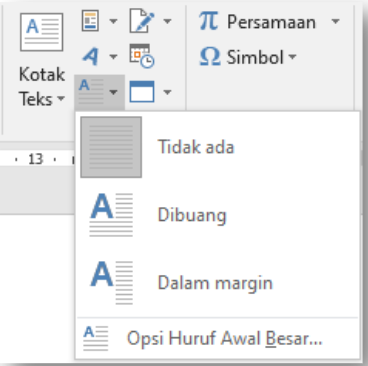 Kotak
Teks
π Persamaan
Ω Simbol
13
Tidak ada
Dibuang
Dalam margin
Opsi Huruf Awal Besar...